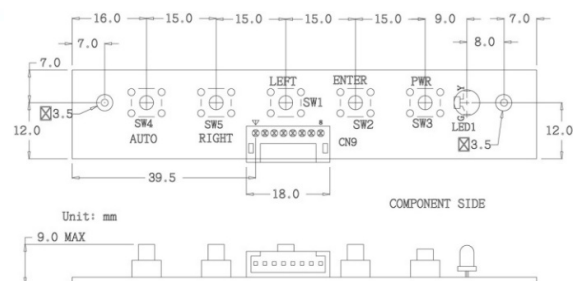 16.0 15.0 15.0 15.0 15.0 9.0 7.0
7.0 8.0
7.0
LEFT ENTER PWR
Y
3.5 SW1
SW4 SW5 SW2 SW3 LED1 G
12.0 AUTO RIGHT CN9 3.5 12.0
1 8
39.5 18.0
COMPONENT SIDE
Unit: mm
9.0 MAX